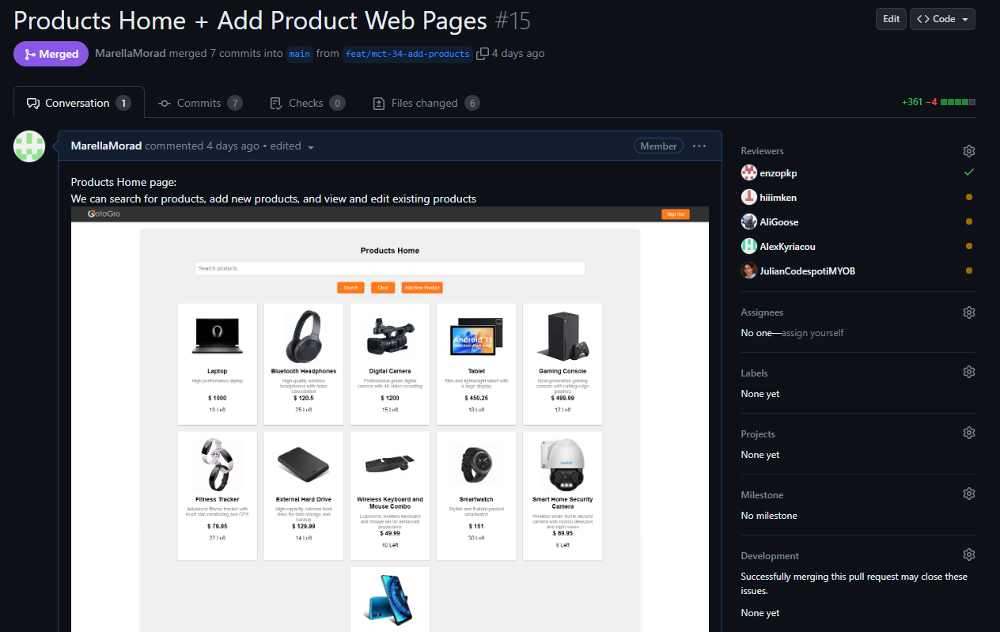 Products Home + Add Product Web Pages #15
Edit
Code
Merged
MarellaMorad merged 7 commits into main from feat/mct-34-add-products 4 days ago
Conversation 1
Commits 7
Checks 0
Files changed 6
+361 −4
MarellaMorad commented 4 days ago • edited
Member
Products Home page:
We can search for products, add new products, and view and edit existing products
GotoGro
Sign Out
Products Home
Search products...
Search
Clear
Add New Product
Laptop
High performance laptop
$ 1000
10 Left
Bluetooth Headphones
High-quality wireless
headphones with noise
cancellation
$ 120.5
25 Left
Digital Camera
Professional-grade digital
camera with 4K video recording
$ 1200
15 Left
Android 11
Tablet
Slim and lightweight tablet with
a large display
$ 450.25
18 Left
Gaming Console
Next-generation gaming
console with cutting-edge
graphics
$ 499.99
12 Left
Fitness Tracker
Advanced fitness tracker with
heart rate monitoring and GPS
$ 79.95
22 Left
External Hard Drive
High-capacity external hard
drive for data storage and
backup
$ 129.99
14 Left
Wireless Keyboard and
Mouse Combo
Ergonomic wireless keyboard
and mouse set for enhanced
productivity
$ 49.99
40 Left
Smartwatch
Stylish and feature-packed
smartwatch
$ 151
30 Left
reolink
Smart Home Security
Camera
Wireless smart home security
camera with motion detection
and night vision
$ 89.95
8 Left
Reviewers
enzopkp
hiiimken
AliGoose
AlexKyriacou
JulianCodespotiMYOB
Assignees
No one—assign yourself
Labels
None yet
Projects
None yet
Milestone
No milestone
Development
Successfully merging this pull request may close these
issues.
None yet